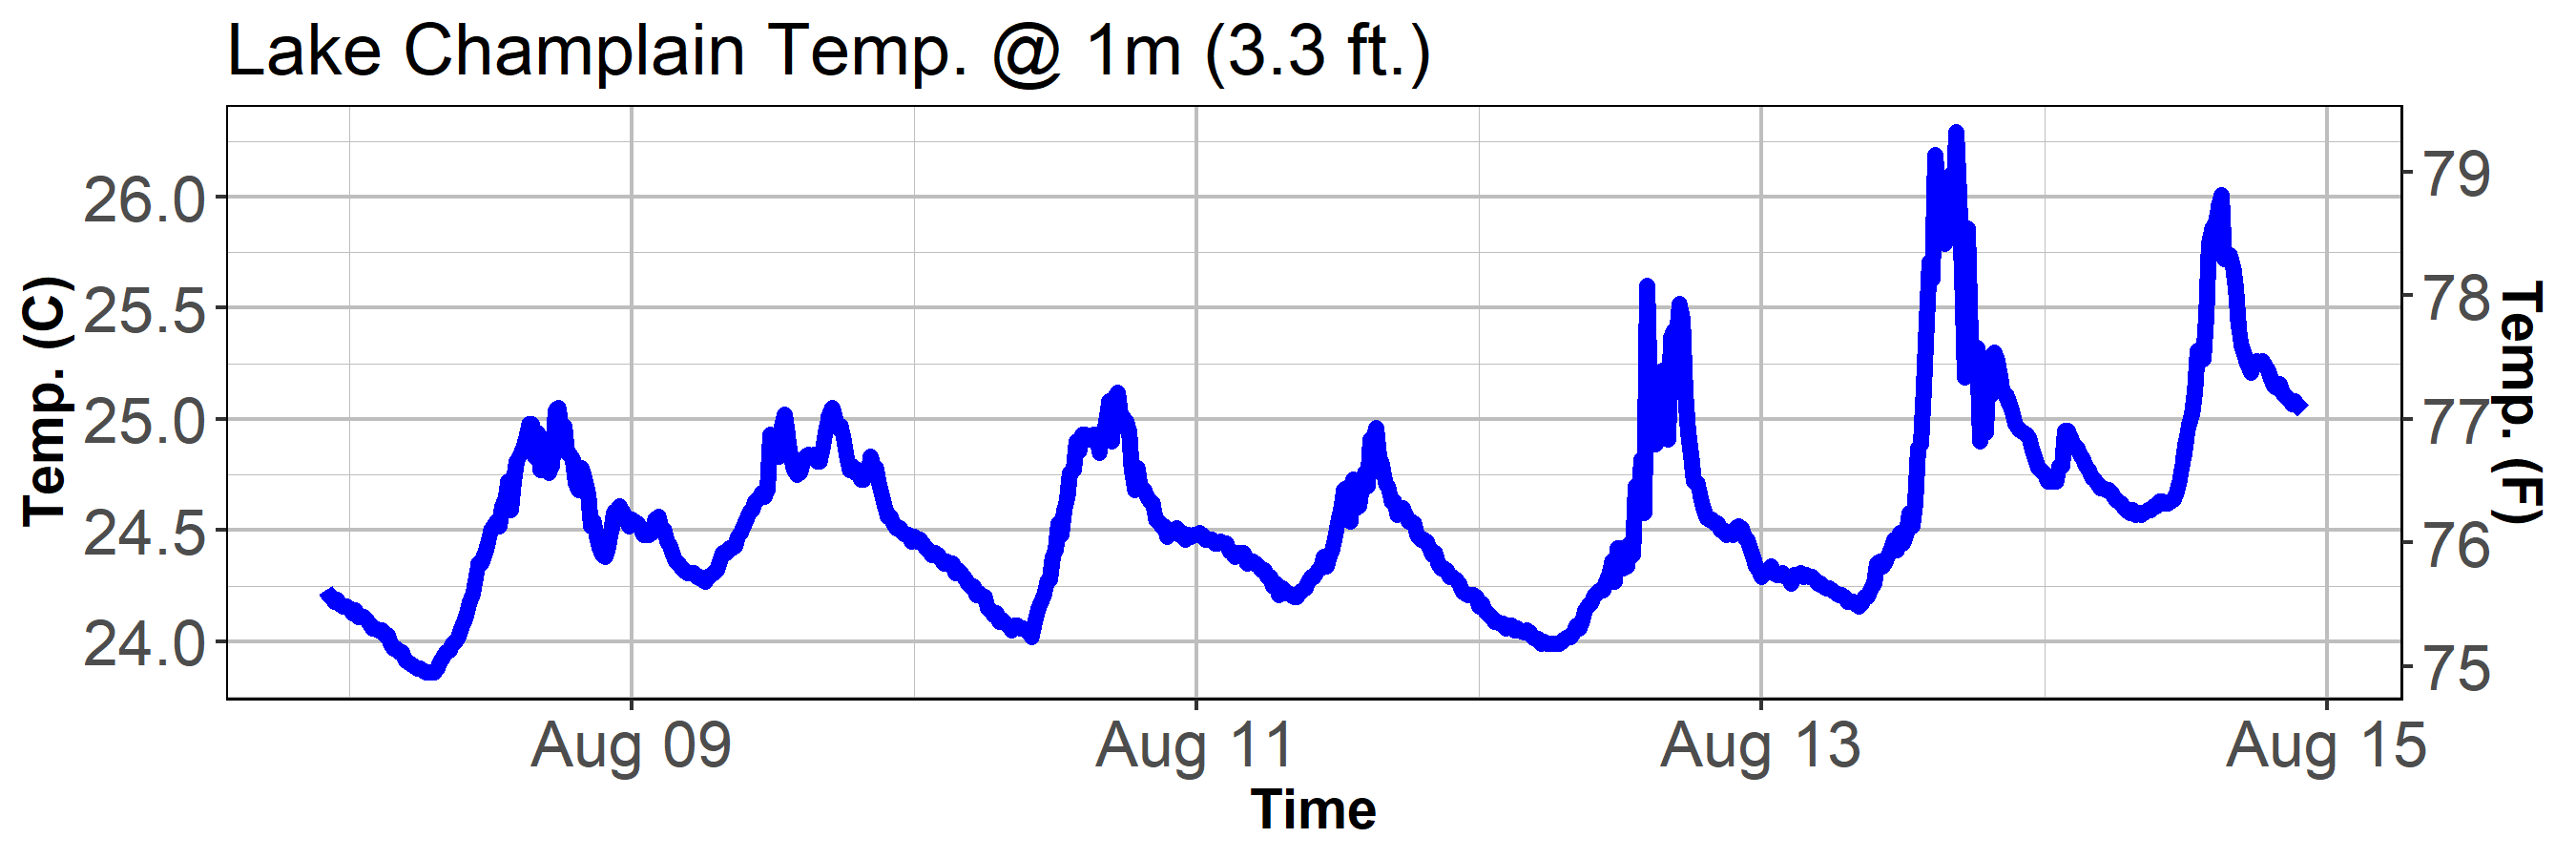 Lake Champlain Temp. @ 1m (3.3 ft.)
Temp. (C)
26.0
25.5
25.0
24.5
24.0
79
78
77
76
75
Temp. (F)
Aug 09
Aug 11
Aug 13
Aug 15
Time